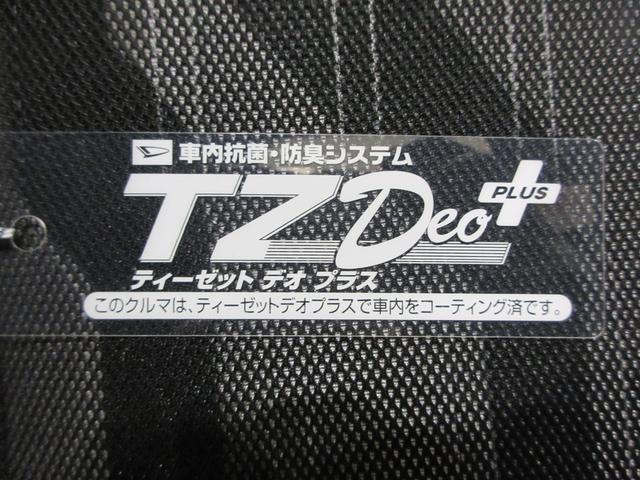 車内抗菌・防臭システム
TZ Deo PLUS
ティーゼット デオ プラス
このクルマは、ティーゼットデオプラスで車内をコーティング済です。